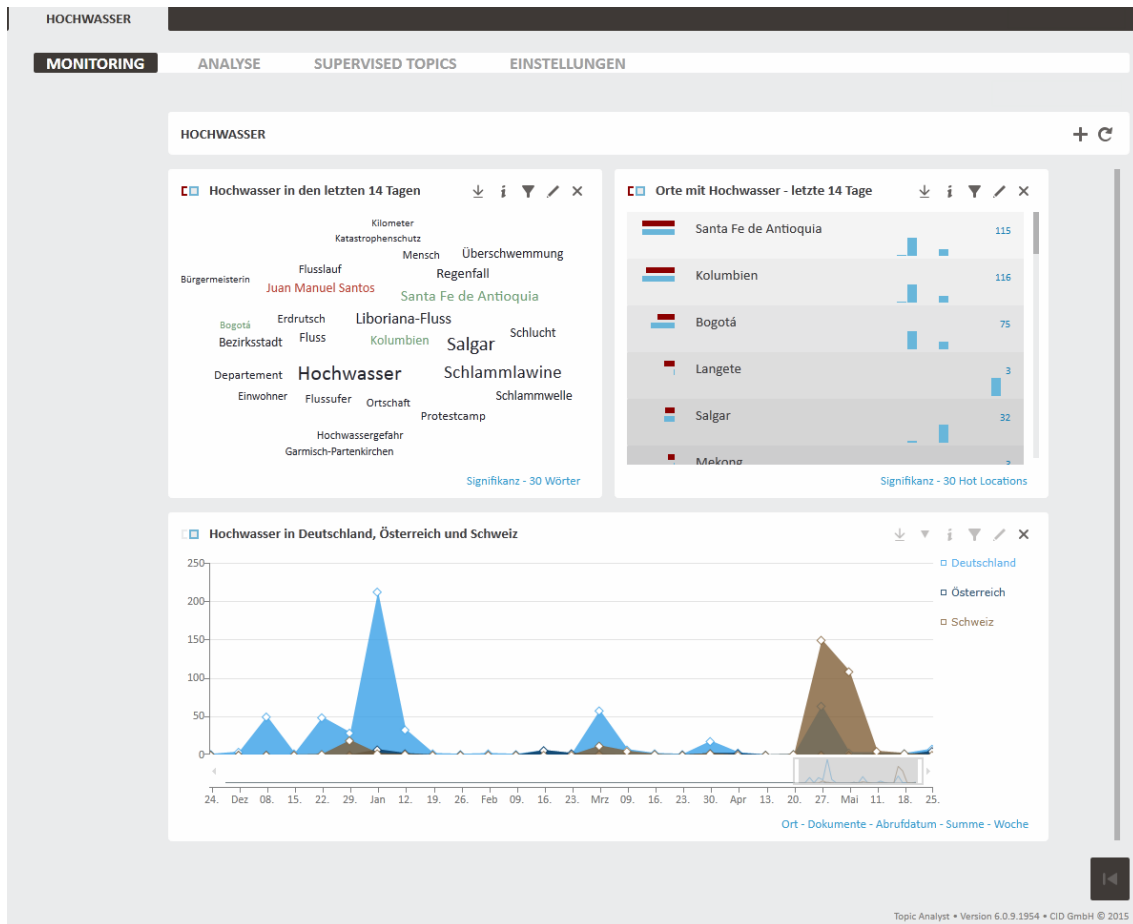 HOCHWASSER
MONITORING ANALYSE SUPERVISED TOPICS EINSTELLUNGEN
HOCHWASSER
Hochwasser in den letzten 14 Tagen
Kilometer
Katastrophenschutz
Mensch Überschwemmung
Flusslauf Regenfall
Bürgermeisterin Juan Manuel Santos Santa Fe de Antioquia
Bogotá Erdrutsch Liboriana-Fluss
Bezirksstadt Fluss Kolumbien Salgar Schlucht
Departement Hochwasser Schlammlawine
Einwohner Flussufer Ortschaft Schlammwelle
Protestcamp
Hochwassergefahr
Garmisch-Partenkirchen
Signifikanz - 30 Wörter
Orte mit Hochwasser - letzte 14 Tage
Santa Fe de Antioquia 115
Kolumbien 116
Bogotá 75
Langete 3
Salgar 32
Mekong
Signifikanz - 30 Hot Locations
Hochwasser in Deutschland, Österreich und Schweiz
250
200
150
100
50
0
Deutschland
Österreich
Schweiz
24. Dez 08. 15. 22. 29. Jan 12. 19. 26. Feb 09. 16. 23. Mrz 09. 16. 23. 30. Apr 13. 20. 27. Mai 11. 18. 25.
Ort - Dokumente - Abrufdatum - Summe - Woche
Topic Analyst • Version 6.0.9.1954 • CID GmbH © 2015